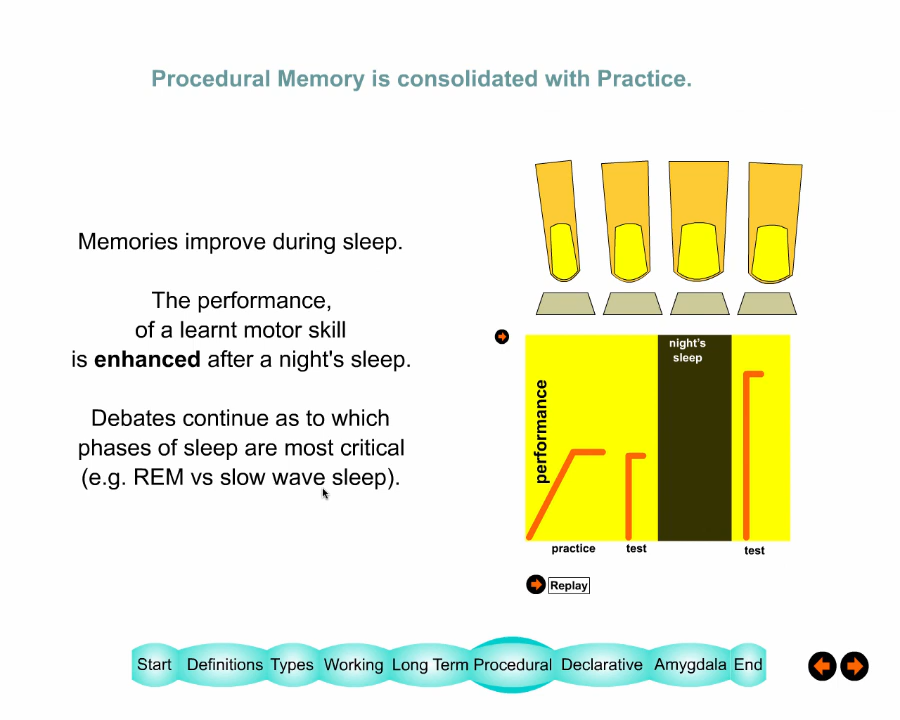 Procedural Memory is consolidated with Practice.
Memories improve during sleep.
The performance,
of a learnt motor skill
is enhanced after a night's sleep.
Debates continue as to which
phases of sleep are most critical
(e.g. REM vs slow wave sleep).
night's
sleep
performance
practice
test
test
Replay
Start Definitions Types Working Long Term Procedural Declarative Amygdala End